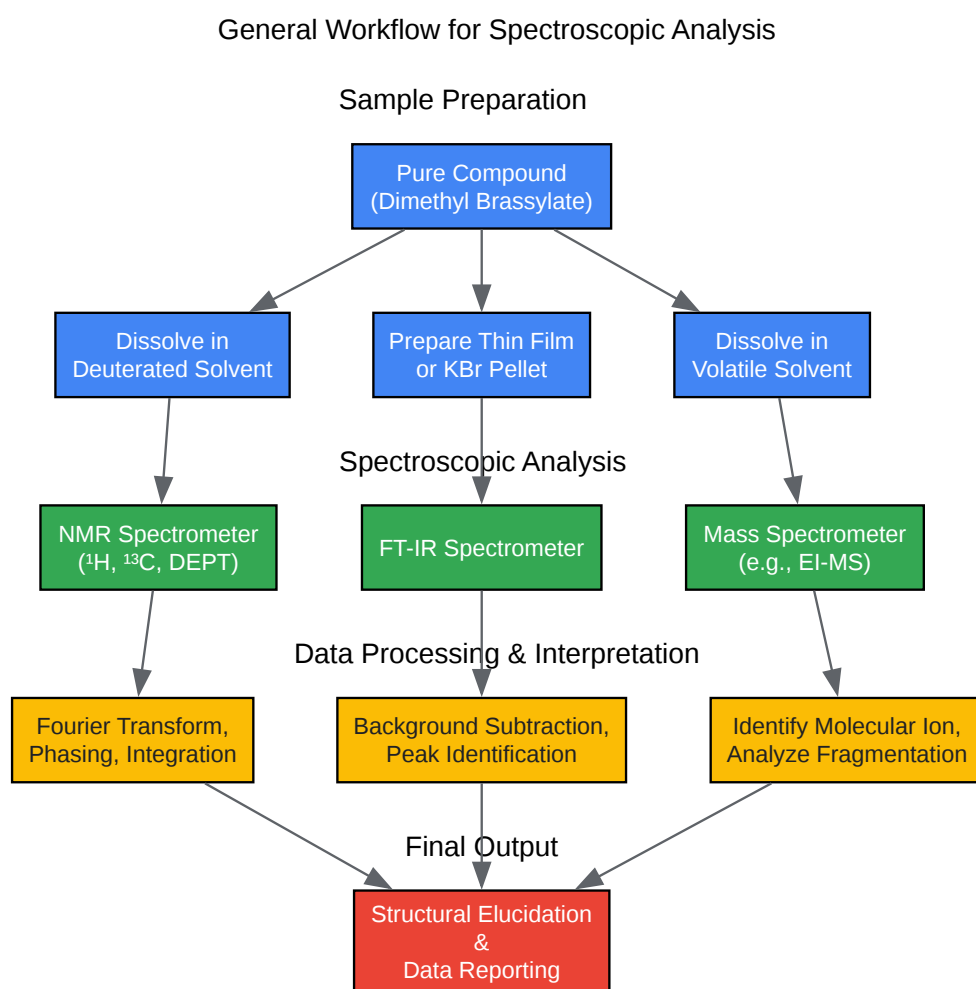 General Workflow for Spectroscopic Analysis
Sample Preparation
Pure Compound
(Dimethyl Brassylate)
Dissolve in
Deuterated Solvent
Prepare Thin Film
or KBr Pellet
Dissolve in
Volatile Solvent
Spectroscopic Analysis
NMR Spectrometer
(¹H, ¹³C, DEPT)
FT-IR Spectrometer
Mass Spectrometer
(e.g., EI-MS)
Data Processing & Interpretation
Fourier Transform,
Phasing, Integration
Background Subtraction,
Peak Identification
Identify Molecular Ion,
Analyze Fragmentation
Final Output
Structural Elucidation
&
Data Reporting